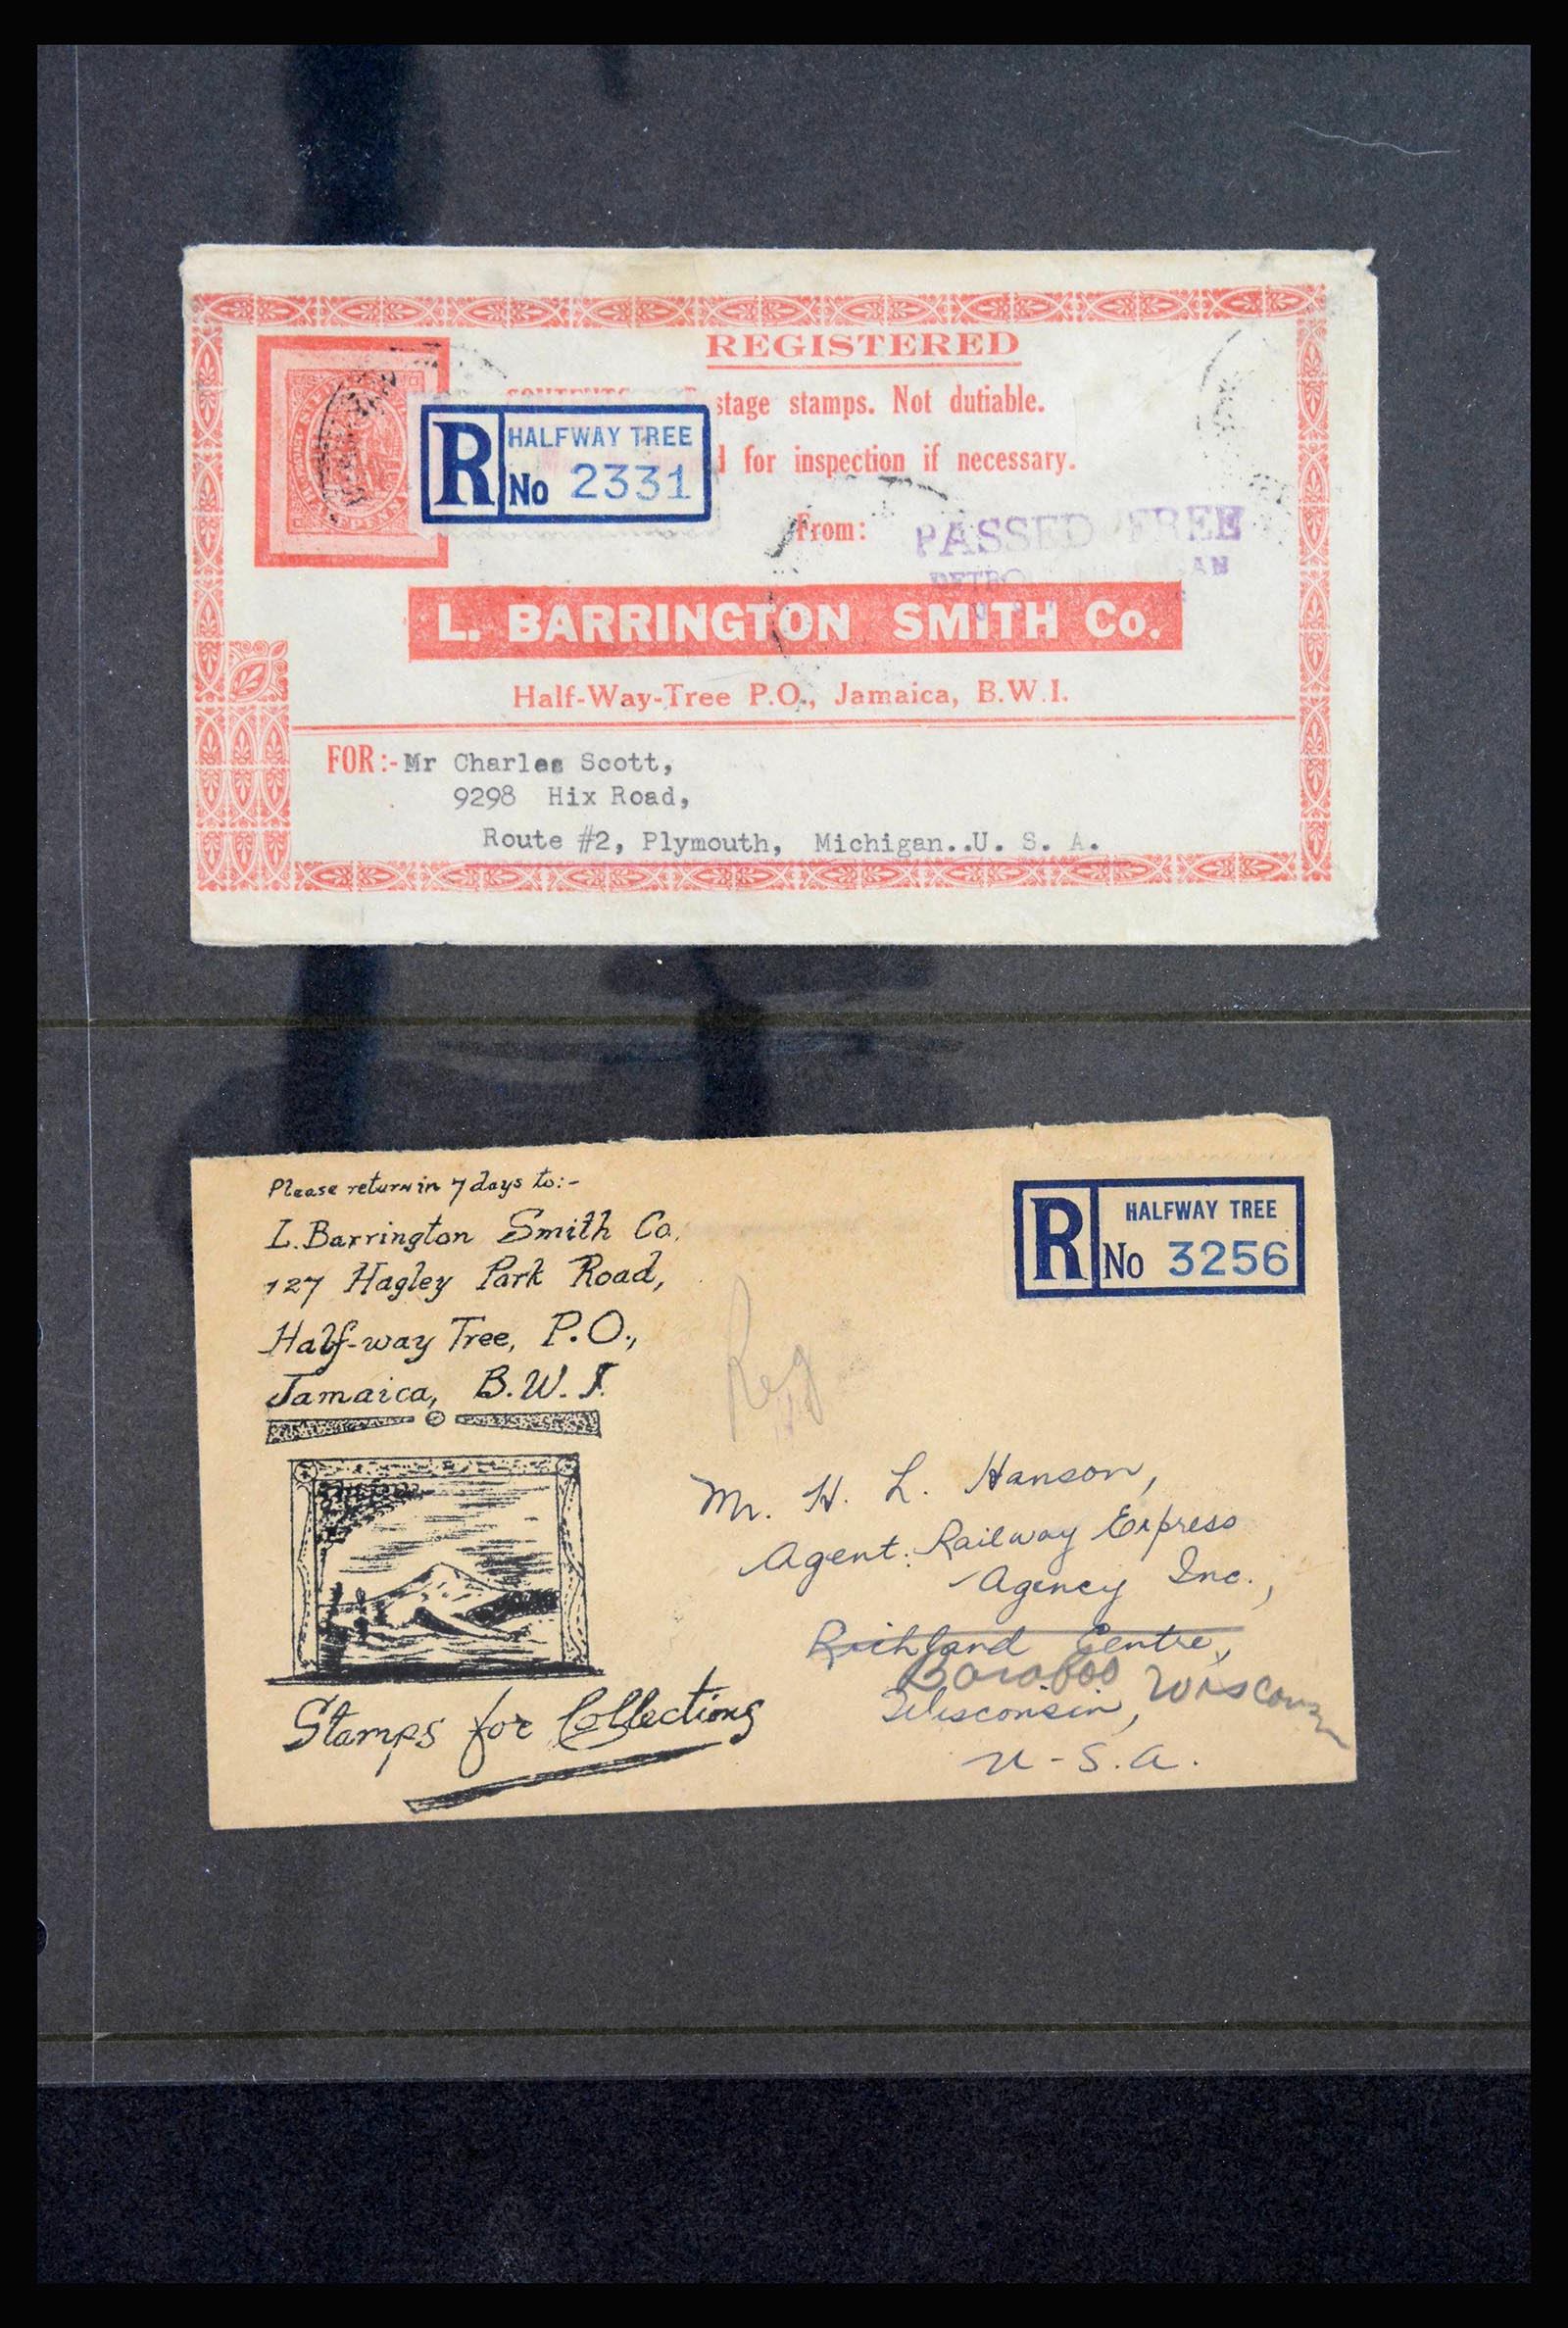 REGISTERED
stage stamps. Not dutiable.
HALFWAY TREE
R No 2331
for inspection if necessary.
From:
PASSED FREE
L. BARRINGTON SMITH Co.
Half-Way-Tree P.O., Jamaica, B.W.I.
FOR:- Mr Charles Scott,
9298 Hix Road,
Route #2, Plymouth, Michigan..U. S. A.
Please return in 7 days to:-
L. Barrington Smith Co.
127 Hagley Park Road,
Half-way Tree, P.O.,
Jamaica, B.W.I.
Stamps for Collections
HALFWAY TREE
R No 3256
Reg
Mr. H. L. Hanson,
Agent: Railway Express
Agency Inc.,
Richland Centre,
Baraboo Wisconsin
Wisconsin,
U-S.A.